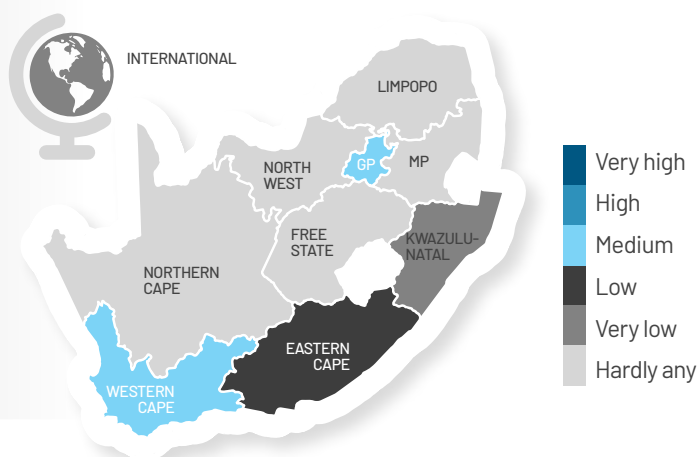 INTERNATIONAL
LIMPOPO
GP
MP
NORTH
WEST
FREE
STATE
KWAZULU-
NATAL
NORTHERN
CAPE
EASTERN
CAPE
WESTERN
CAPE
Very high
High
Medium
Low
Very low
Hardly any